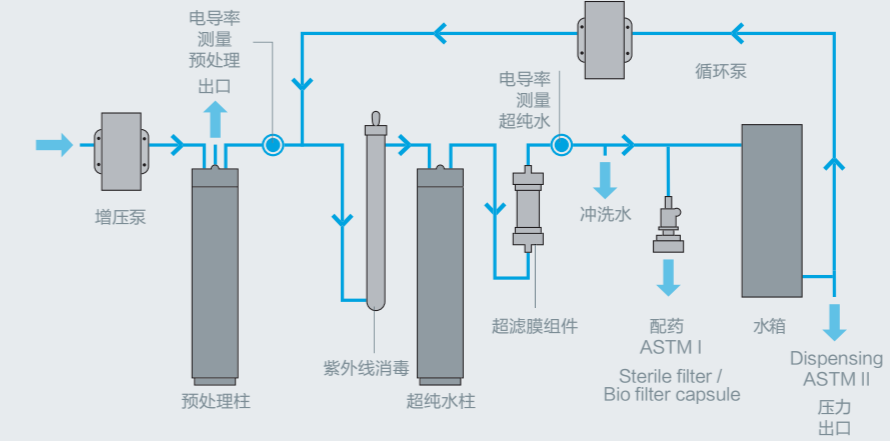 电导率
测量
预处理
出口
循环泵
电导率
测量
超纯水
增压泵
冲洗水
超滤膜组件
配药
ASTM I
Sterile filter /
Bio filter capsule
水箱
Dispensing
ASTM II
压力
出口
紫外线消毒
预处理柱
超纯水柱